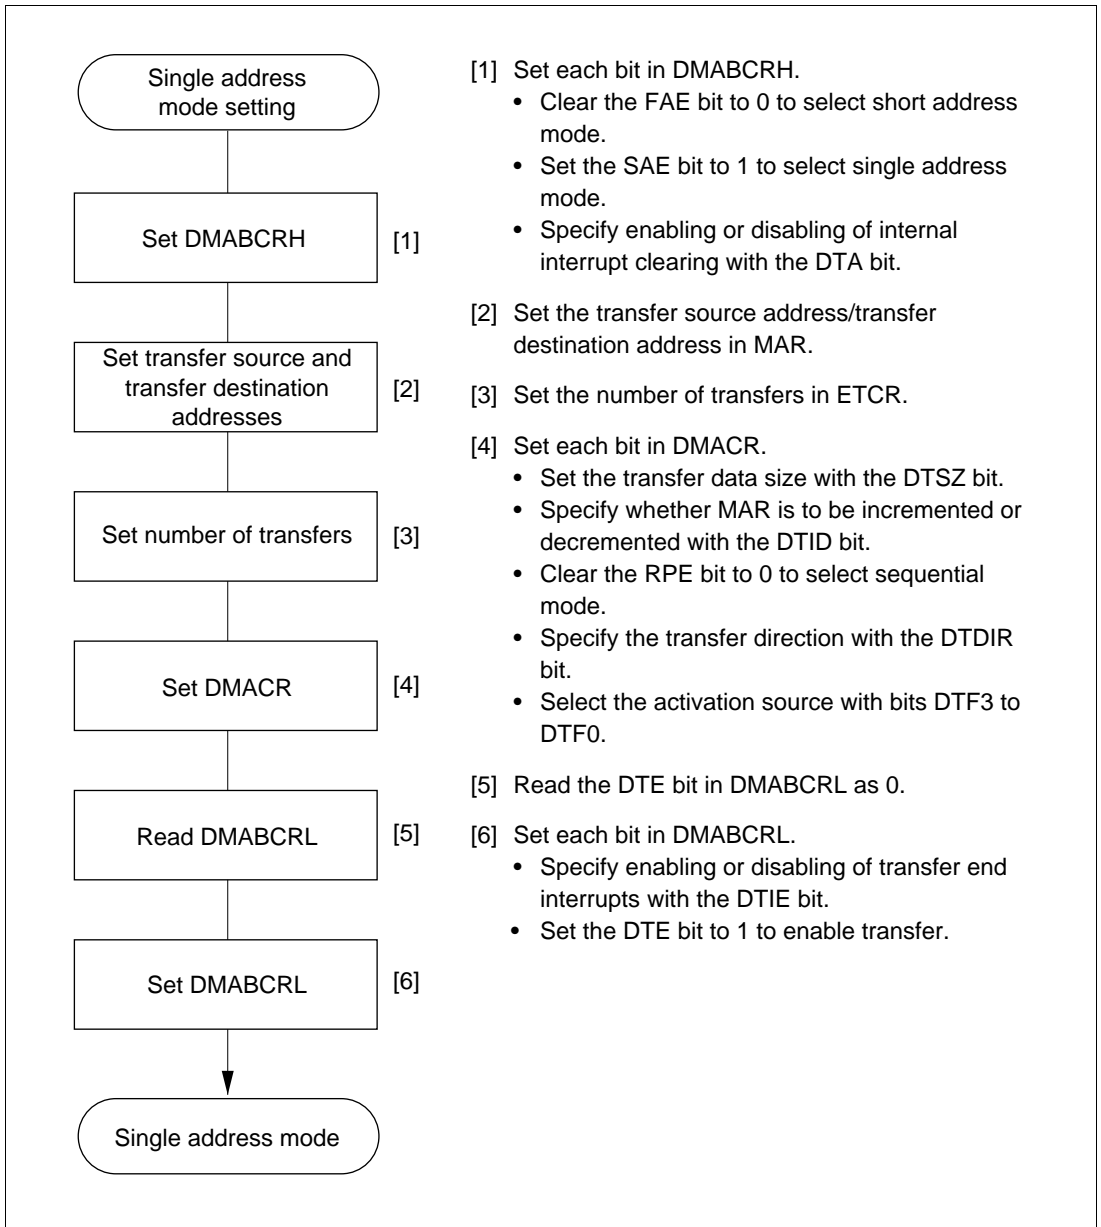 Single address
mode setting
Set DMABCRH
[1]
Set transfer source and
transfer destination
addresses
[2]
Set number of transfers
[3]
Set DMACR
[4]
Read DMABCRL
[5]
Set DMABCRL
[6]
Single address mode
[1] Set each bit in DMABCRH.
• Clear the FAE bit to 0 to select short address
mode.
• Set the SAE bit to 1 to select single address
mode.
• Specify enabling or disabling of internal
interrupt clearing with the DTA bit.
[2] Set the transfer source address/transfer
destination address in MAR.
[3] Set the number of transfers in ETCR.
[4] Set each bit in DMACR.
• Set the transfer data size with the DTSZ bit.
• Specify whether MAR is to be incremented or
decremented with the DTID bit.
• Clear the RPE bit to 0 to select sequential
mode.
• Specify the transfer direction with the DTDIR
bit.
• Select the activation source with bits DTF3 to
DTF0.
[5] Read the DTE bit in DMABCRL as 0.
[6] Set each bit in DMABCRL.
• Specify enabling or disabling of transfer end
interrupts with the DTIE bit.
• Set the DTE bit to 1 to enable transfer.